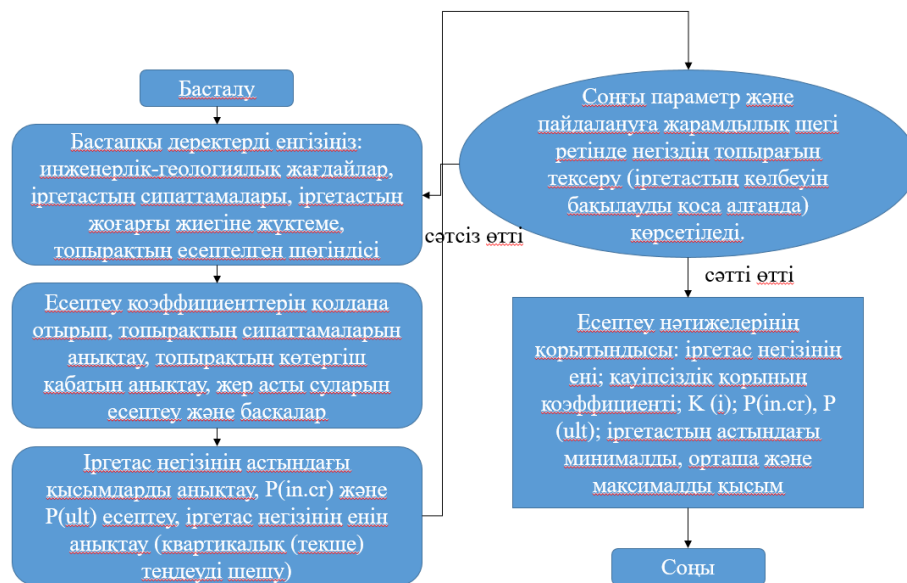 Басталу
Бастапқы деректерді енгізіңіз:
инженерлік-геологиялық жағдайлар,
іргетастың сипаттамалары, іргетастың
жоғарғы жиегіне жүктеме,
топырақтың есептелген шөгіндісі
Есептеу коэффициенттерін қолдана
отырып, топырақтың сипаттамаларын
анықтау, топырақтың көтергіш
қабатын анықтау, жер асты суларын
есептеу және басқалар
Іргетас негізінің астындағы
қысымдарды анықтау, P(in.cr) және
P(ult) есептеу, іргетас негізінің енін
анықтау (квартикалық (текше)
теңдеуді шешу)
Соңғы параметр және
пайдалануға жарамдылық шегі
ретінде негіздің топырағын
тексеру (іргетастың көлбеуін
бақылауды қоса алғанда)
көрсетіледі.
сәтсіз өтті
сәтті өтті
Есептеу нәтижелерінің
қорытындысы: іргетас негізінің
ені; қауіпсіздік қорының
коэффициенті; K (i); P(in.cr), P
(ult); іргетастың астындағы
минималды, орташа және
максималды қысым
Соңы